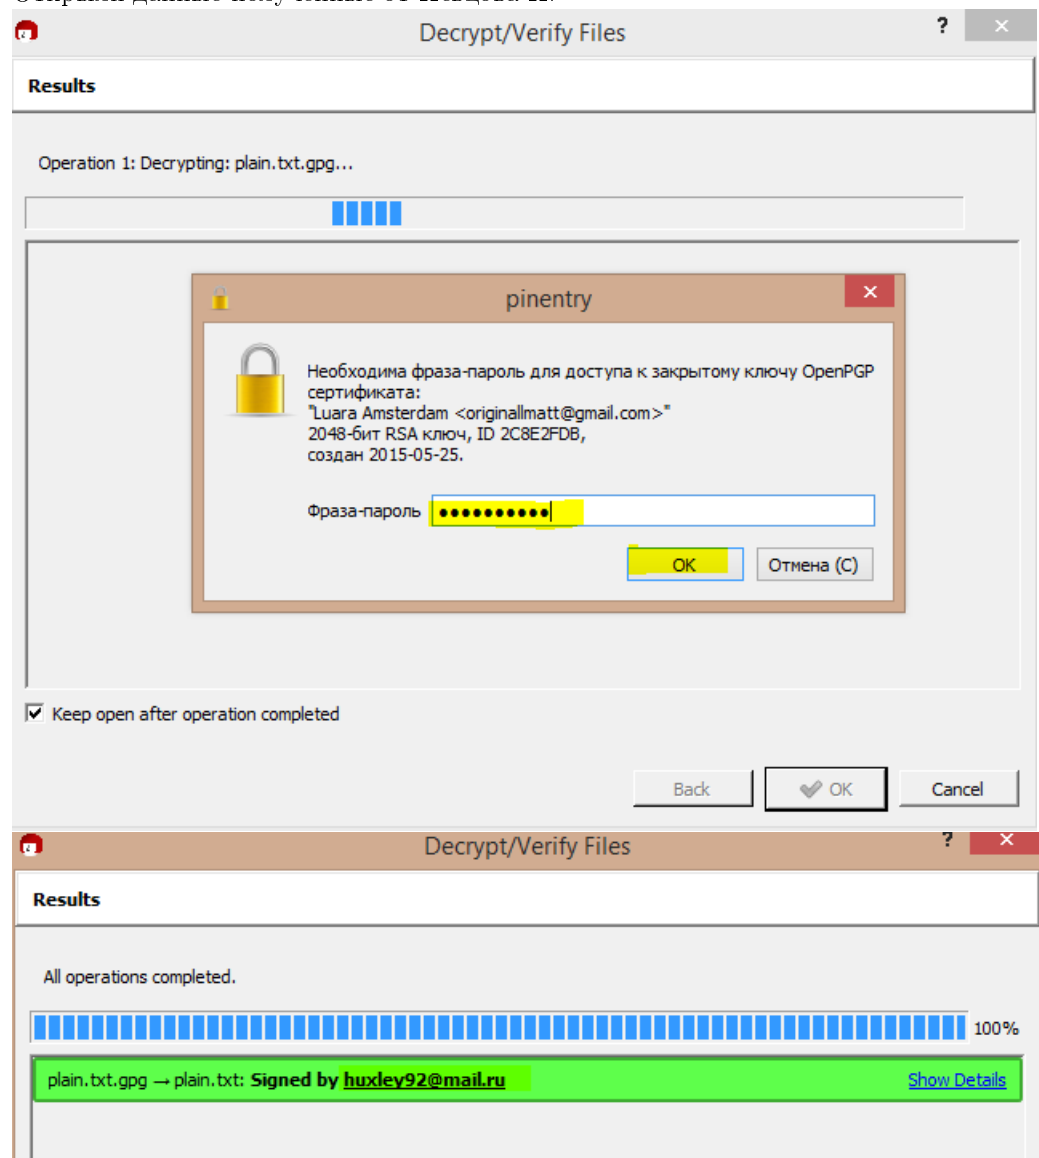 Decrypt/Verify Files
?
Results
Operation 1: Decrypting: plain.txt.gpg...
pinentry
Необходима фраза-пароль для доступа к закрытому ключу OpenPGP
сертификата:
"Luara Amsterdam <originallmatt@gmail.com>"
2048-бит RSA ключ, ID 2C8E2FDB,
создан 2015-05-25.
Фраза-пароль ●●●●●●●●●●
OK Отмена (C)
Keep open after operation completed
Back OK Cancel
Decrypt/Verify Files
?
Results
All operations completed.
100%
plain.txt.gpg → plain.txt: Signed by huxley92@mail.ru Show Details